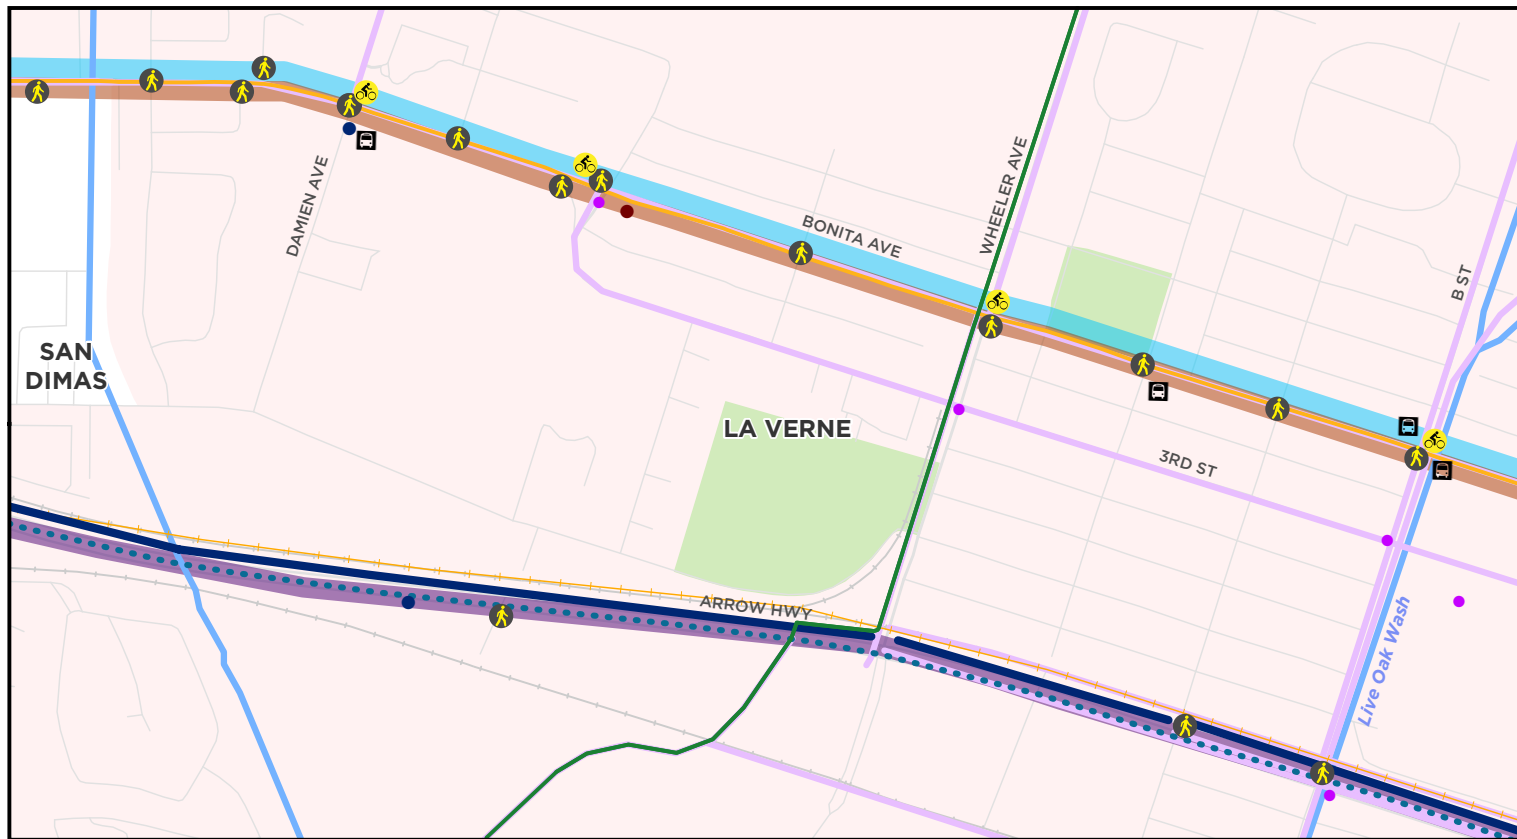 DAMIEN AVE
BONITA AVE
WHEELER AVE
B ST
SAN
DIMAS
LA VERNE
3RD ST
ARROW HWY
Live Oak Wash